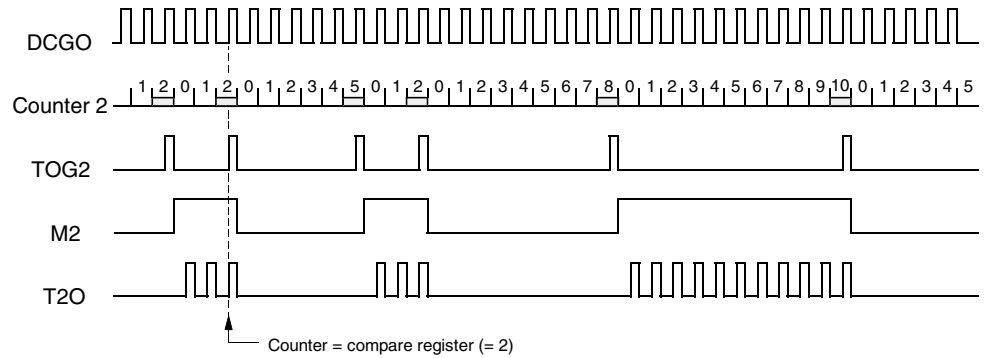 DCGO
Counter 2 1 2 0 1 2 0 1 2 3 4 5 0 1 2 0 1 2 3 4 5 6 7 8 0 1 2 3 4 5 6 7 8 9 10 0 1 2 3 4 5
TOG2
M2
T2O
Counter = compare register (= 2)